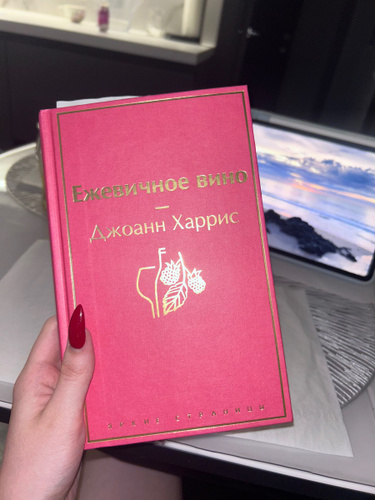 Ежевичное вино
Джоанн Харрис